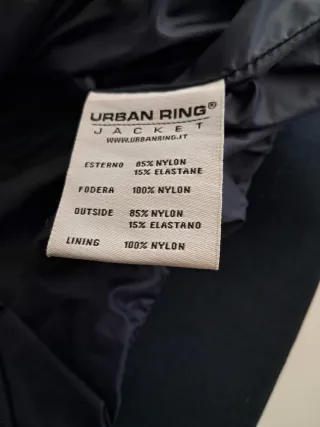 URBAN RING®
JACKET
WWW.URBANRING.IT
ESTERNO 85% NYLON
15% ELASTANE
FODERA 100% NYLON
OUTSIDE 85% NYLON
15% ELASTANO
LINING 100% NYLON